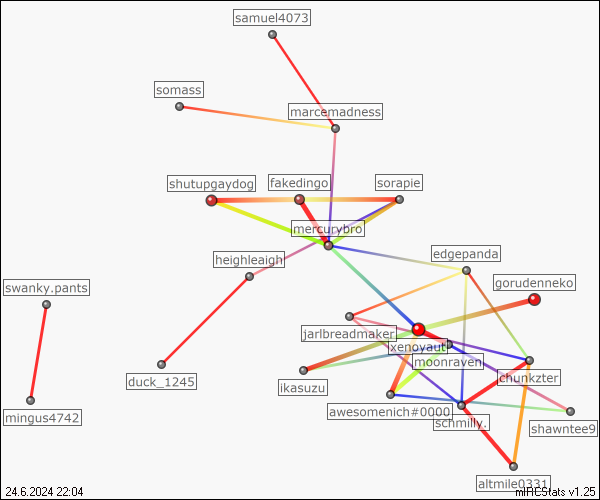 samuel4073
somass
marcemadness
shutupgaydog
fakedingo
sorapie
mercurybro
edgepanda
heighleaigh
gorudenneko
swanky.pants
jarlbreadmaker
xenovaut
moonraven
chunkzter
duck_1245
ikasuzu
awesomenich#0000
mingus4742
schmilly.
shawntee9
altmile0331
24.6.2024 22:04
mIRCStats v1.25